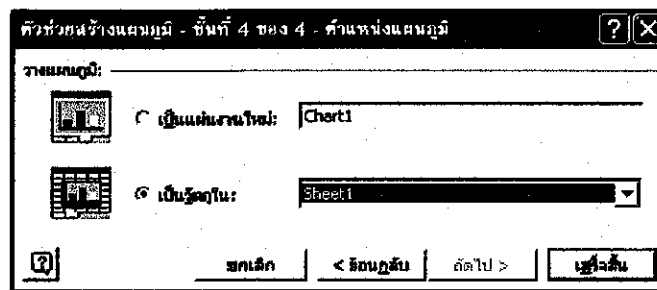 ตัวช่วยสร้างแผนภูมิ - ขั้นที่ 4 ของ 4 - ตำแหน่งแผนภูมิ
วางแผนภูมิ:
เป็นแผ่นงานใหม่: Chart1
เป็นวัตถุใน: Sheet1
ยกเลิก < ย้อนกลับ ถัดไป > เสร็จสิ้น